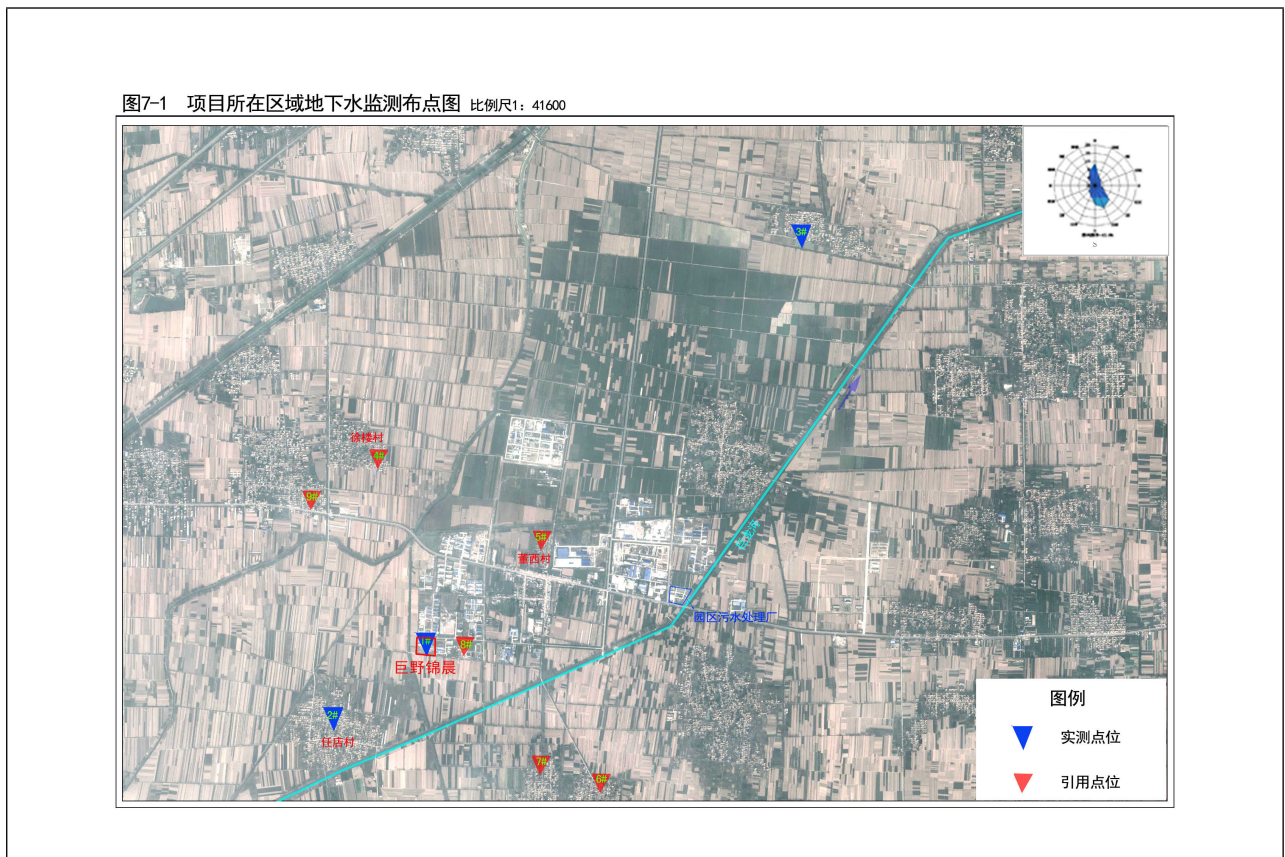 图7-1 项目所在区域地下水监测布点图 比例尺1：41600
3#
徐楼村
4#
9#
5#
董西村
园区污水处理厂
1#
8#
巨野锦晨
2#
任店村
7#
6#
图例
实测点位
引用点位